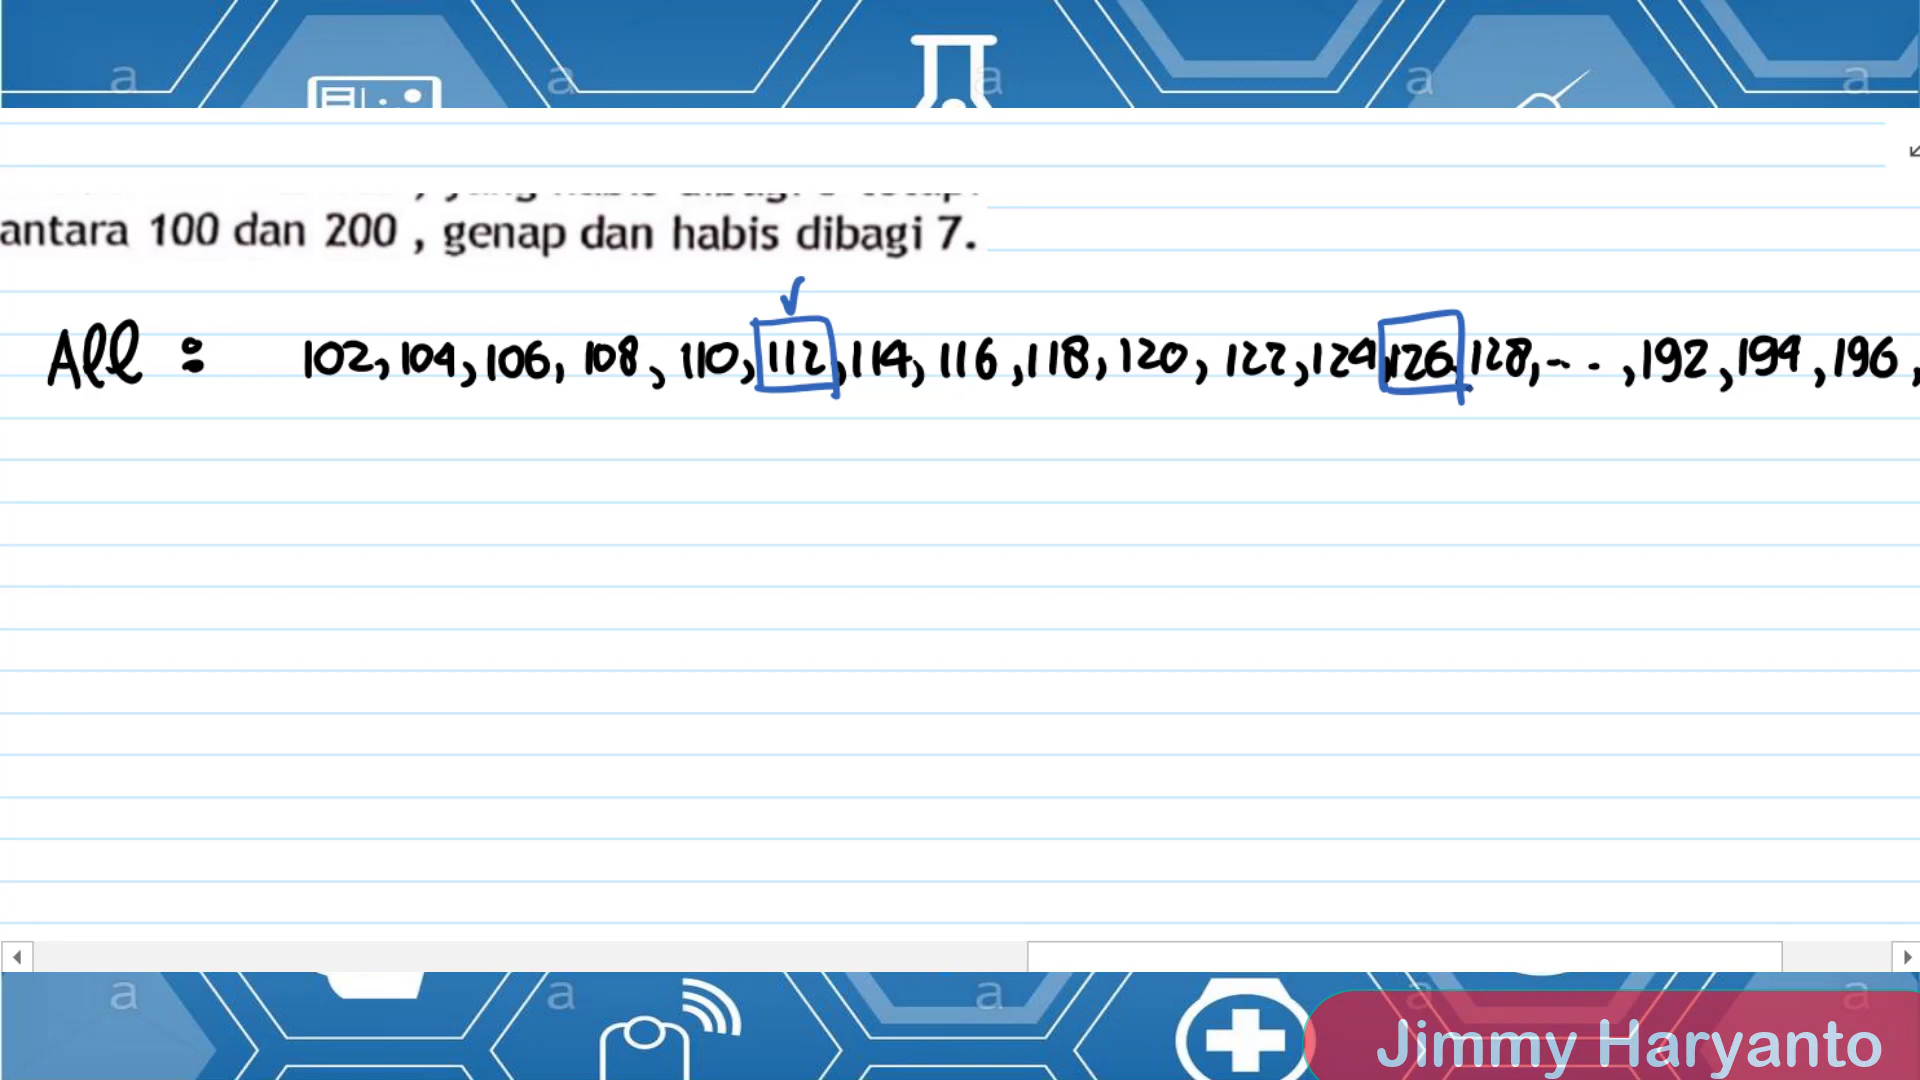 antara 100 dan 200 , genap dan habis dibagi 7.
All : 102, 104, 106, 108, 110, 112, 114, 116, 118, 120, 122, 124, 126, 128, - . . , 192, 194, 196,
Jimmy Haryanto